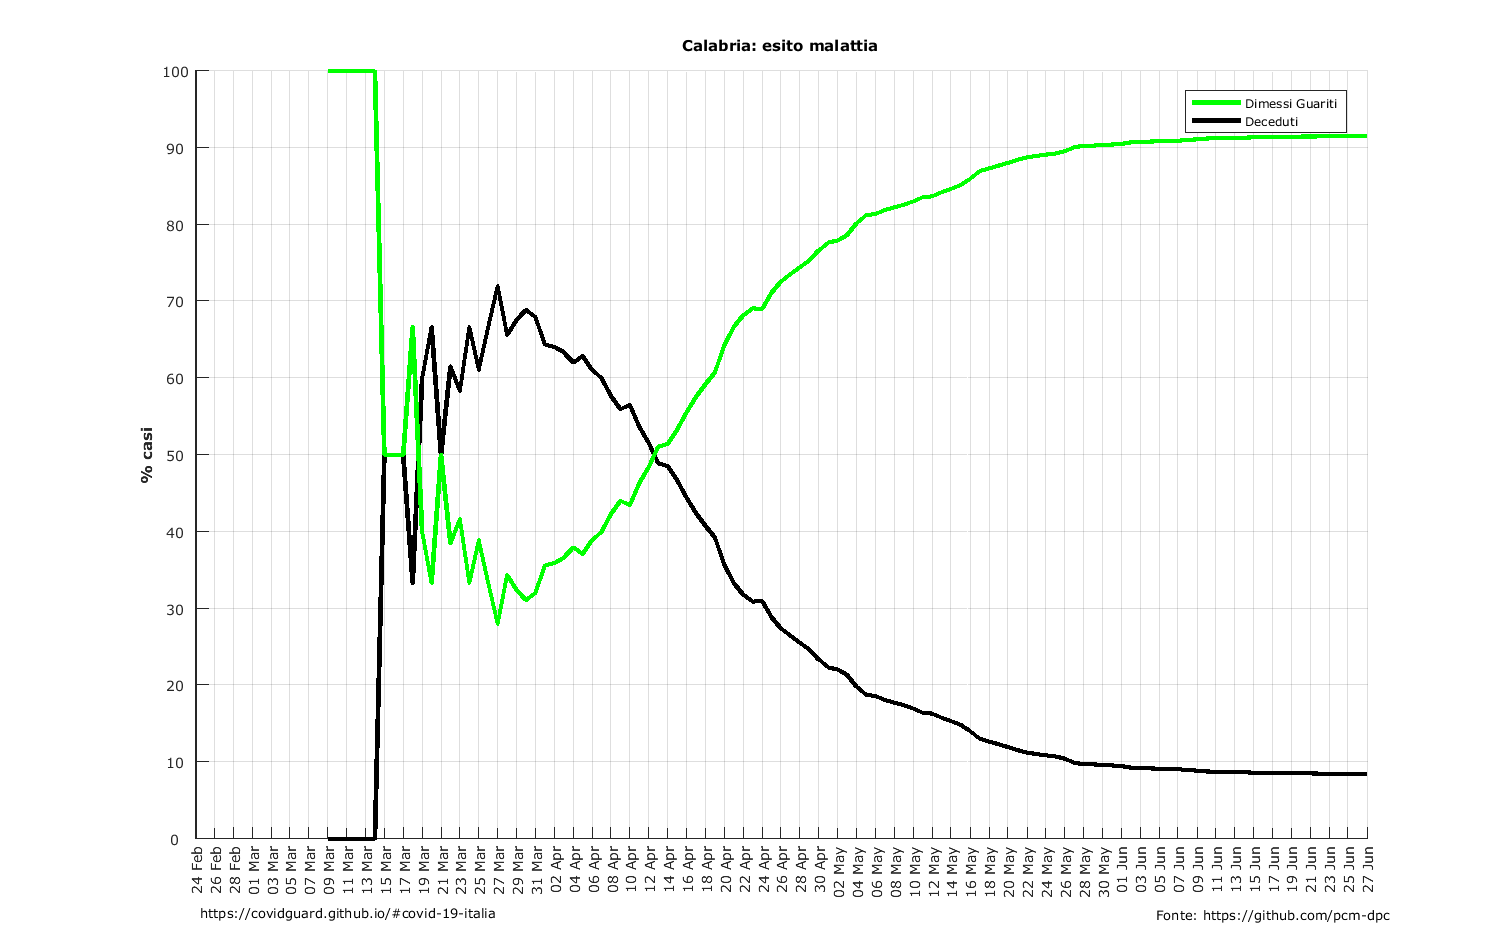 Calabria: esito malattia
Dimessi Guariti
Deceduti
% casi
100
90
80
70
60
50
40
30
20
10
0
24 Feb
26 Feb
28 Feb
01 Mar
03 Mar
05 Mar
07 Mar
09 Mar
11 Mar
13 Mar
15 Mar
17 Mar
19 Mar
21 Mar
23 Mar
25 Mar
27 Mar
29 Mar
31 Mar
02 Apr
04 Apr
06 Apr
08 Apr
10 Apr
12 Apr
14 Apr
16 Apr
18 Apr
20 Apr
22 Apr
24 Apr
26 Apr
28 Apr
30 Apr
02 May
04 May
06 May
08 May
10 May
12 May
14 May
16 May
18 May
20 May
22 May
24 May
26 May
28 May
30 May
01 Jun
03 Jun
05 Jun
07 Jun
09 Jun
11 Jun
13 Jun
15 Jun
17 Jun
19 Jun
21 Jun
23 Jun
25 Jun
27 Jun
https://covidguard.github.io/#covid-19-italia
Fonte: https://github.com/pcm-dpc